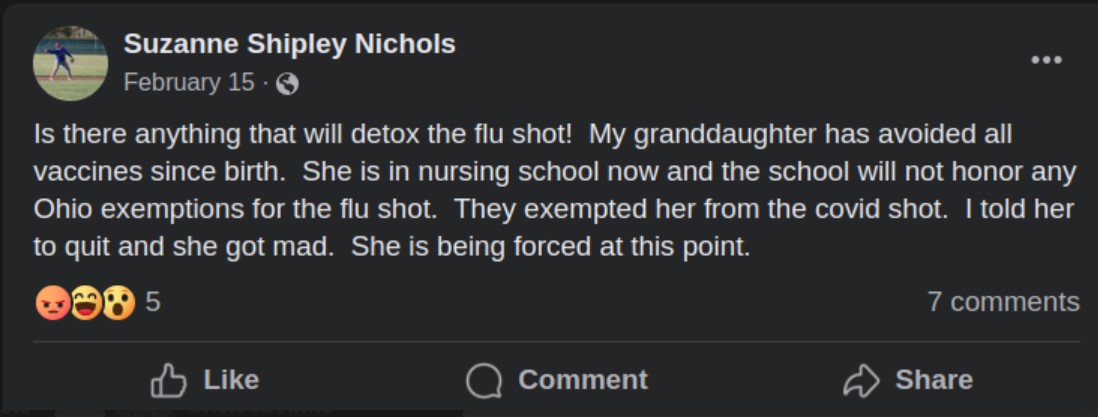 Suzanne Shipley Nichols
February 15 ·
Is there anything that will detox the flu shot!  My granddaughter has avoided all
vaccines since birth.  She is in nursing school now and the school will not honor any
Ohio exemptions for the flu shot.  They exempted her from the covid shot.  I told her
to quit and she got mad.  She is being forced at this point.
5
7 comments
Like
Comment
Share